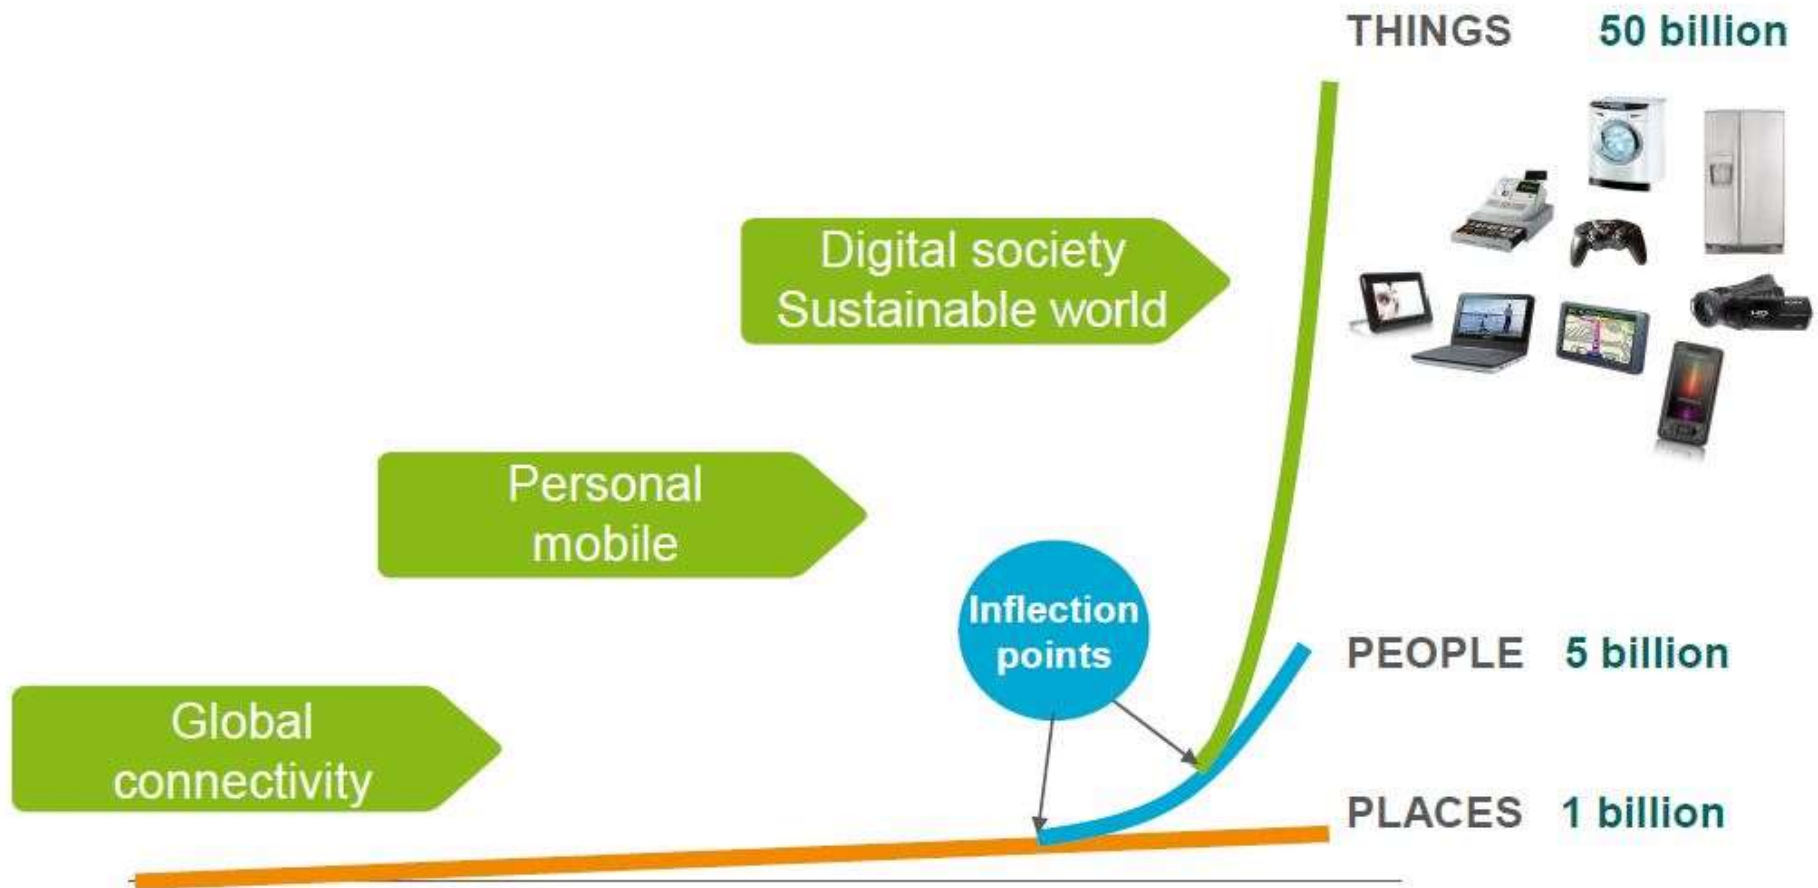 THINGS 50 billion
Digital society
Sustainable world
Personal
mobile
Inflection
points
PEOPLE 5 billion
Global
connectivity
PLACES 1 billion